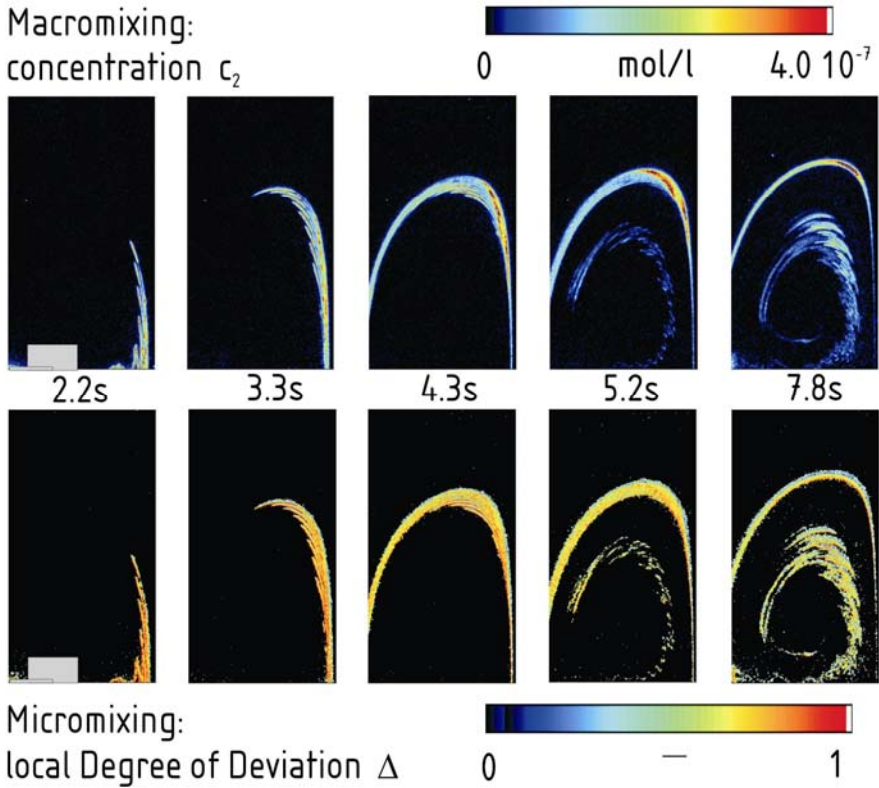 Macromixing:
concentration c₂
0 mol/l 4.0 10⁻⁷
2.2s 3.3s 4.3s 5.2s 7.8s
Micromixing:
local Degree of Deviation Δ
0 — 1